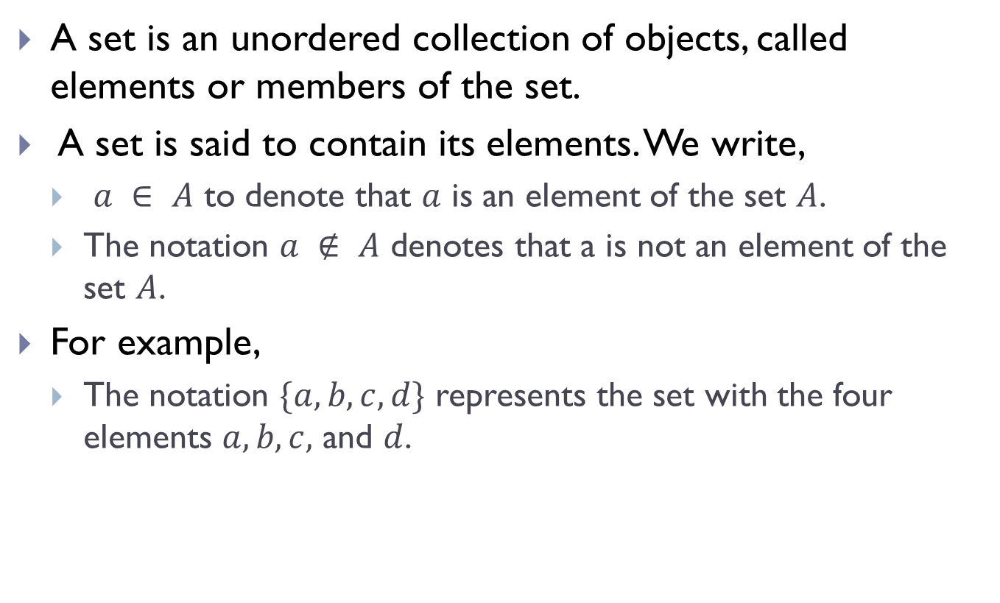 A set is an unordered collection of objects, called
elements or members of the set.
A set is said to contain its elements. We write,
a ∈ A to denote that a is an element of the set A.
The notation a ∉ A denotes that a is not an element of the
set A.
For example,
The notation {a, b, c, d} represents the set with the four
elements a, b, c, and d.